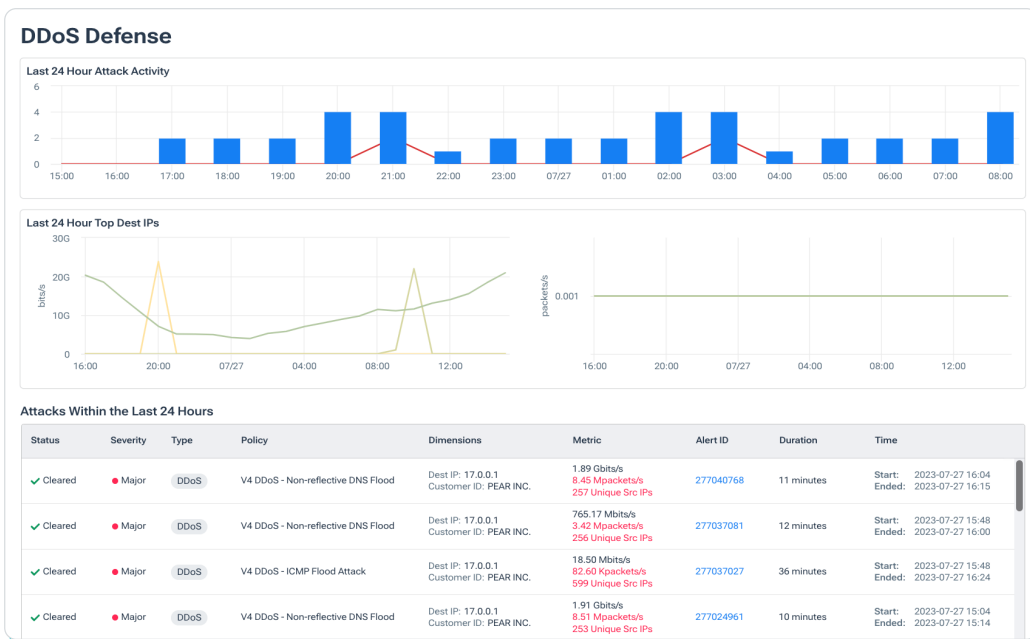 DDoS Defense
Last 24 Hour Attack Activity
6
4
2
0
15:00 16:00 17:00 18:00 19:00 20:00 21:00 22:00 23:00 07/27 01:00 02:00 03:00 04:00 05:00 06:00 07:00 08:00
Last 24 Hour Top Dest IPs
30G
20G
10G
0
bits/s
16:00 20:00 07/27 04:00 08:00 12:00
packets/s
0.001
16:00 20:00 07/27 04:00 08:00 12:00
Attacks Within the Last 24 Hours
Status Severity Type Policy Dimensions Metric Alert ID Duration Time
Cleared Major DDoS V4 DDoS - Non-reflective DNS Flood
Dest IP: 17.0.0.1
Customer ID: PEAR INC.
1.89 Gbits/s
8.45 Mpackets/s
257 Unique Src IPs
277040768 11 minutes
Start: 2023-07-27 16:04
Ended: 2023-07-27 16:15
Cleared Major DDoS V4 DDoS - Non-reflective DNS Flood
Dest IP: 17.0.0.1
Customer ID: PEAR INC.
765.17 Mbits/s
3.42 Mpackets/s
256 Unique Src IPs
277037081 12 minutes
Start: 2023-07-27 15:48
Ended: 2023-07-27 16:00
Cleared Major DDoS V4 DDoS - ICMP Flood Attack
Dest IP: 17.0.0.1
Customer ID: PEAR INC.
18.50 Mbits/s
82.60 Kpackets/s
599 Unique Src IPs
277037027 36 minutes
Start: 2023-07-27 15:48
Ended: 2023-07-27 16:24
Cleared Major DDoS V4 DDoS - Non-reflective DNS Flood
Dest IP: 17.0.0.1
Customer ID: PEAR INC.
1.91 Gbits/s
8.51 Mpackets/s
253 Unique Src IPs
277024961 10 minutes
Start: 2023-07-27 15:04
Ended: 2023-07-27 15:14